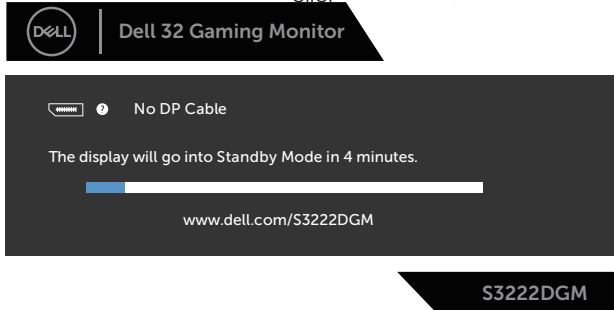 DELL
Dell 32 Gaming Monitor
? No DP Cable
The display will go into Standby Mode in 4 minutes.
www.dell.com/S3222DGM
S3222DGM